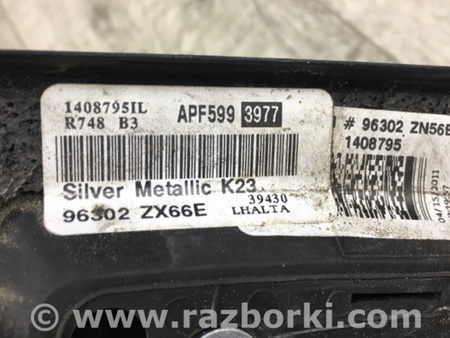 1408795IL
R748 B3
APF599 3977
Silver Metallic K23
96302 ZX66E
39430
LHALTA
# 96302 ZN56E
1408795
04/15/2011
www.razborki.com